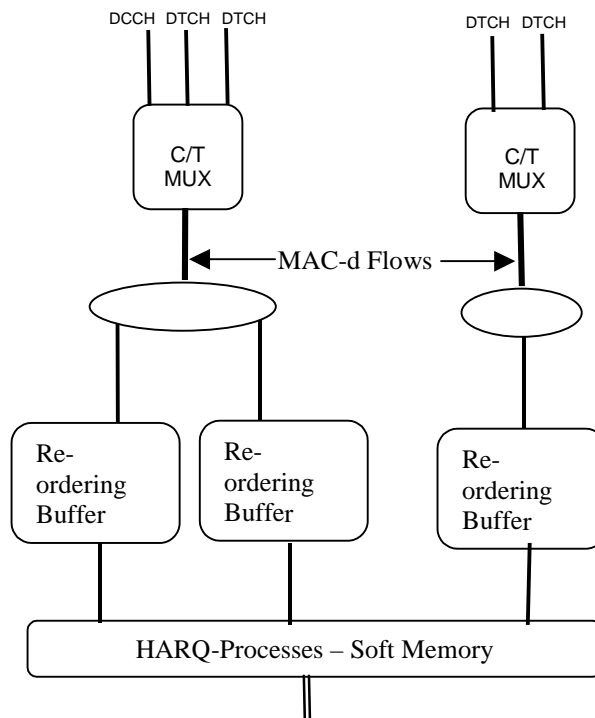 DCCH DTCH DTCH
DTCH DTCH
C/T
MUX
C/T
MUX
MAC-d Flows
Re-
ordering
Buffer
Re-
ordering
Buffer
Re-
ordering
Buffer
HARQ-Processes – Soft Memory